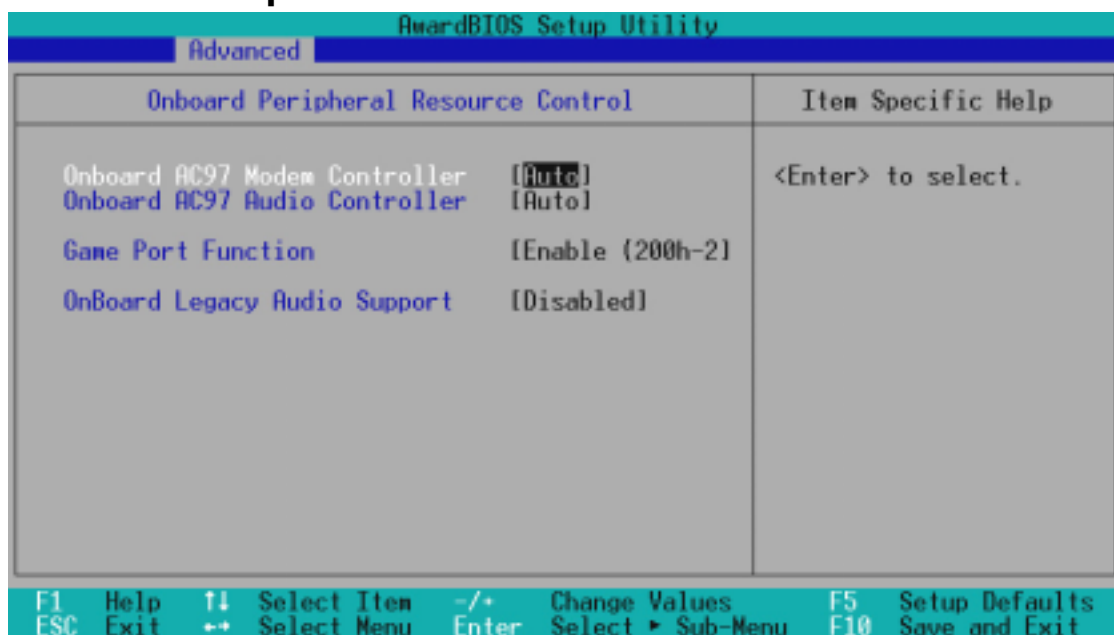 AwardBIOS Setup Utility
Advanced
Onboard Peripheral Resource Control
Item Specific Help
Onboard AC97 Modem Controller [Auto]
<Enter> to select.
Onboard AC97 Audio Controller [Auto]
Game Port Function [Enable (200h-2]
OnBoard Legacy Audio Support [Disabled]
F1 Help ↑↓ Select Item -/+ Change Values F5 Setup Defaults
ESC Exit ←→ Select Menu Enter Select ► Sub-Menu F10 Save and Exit